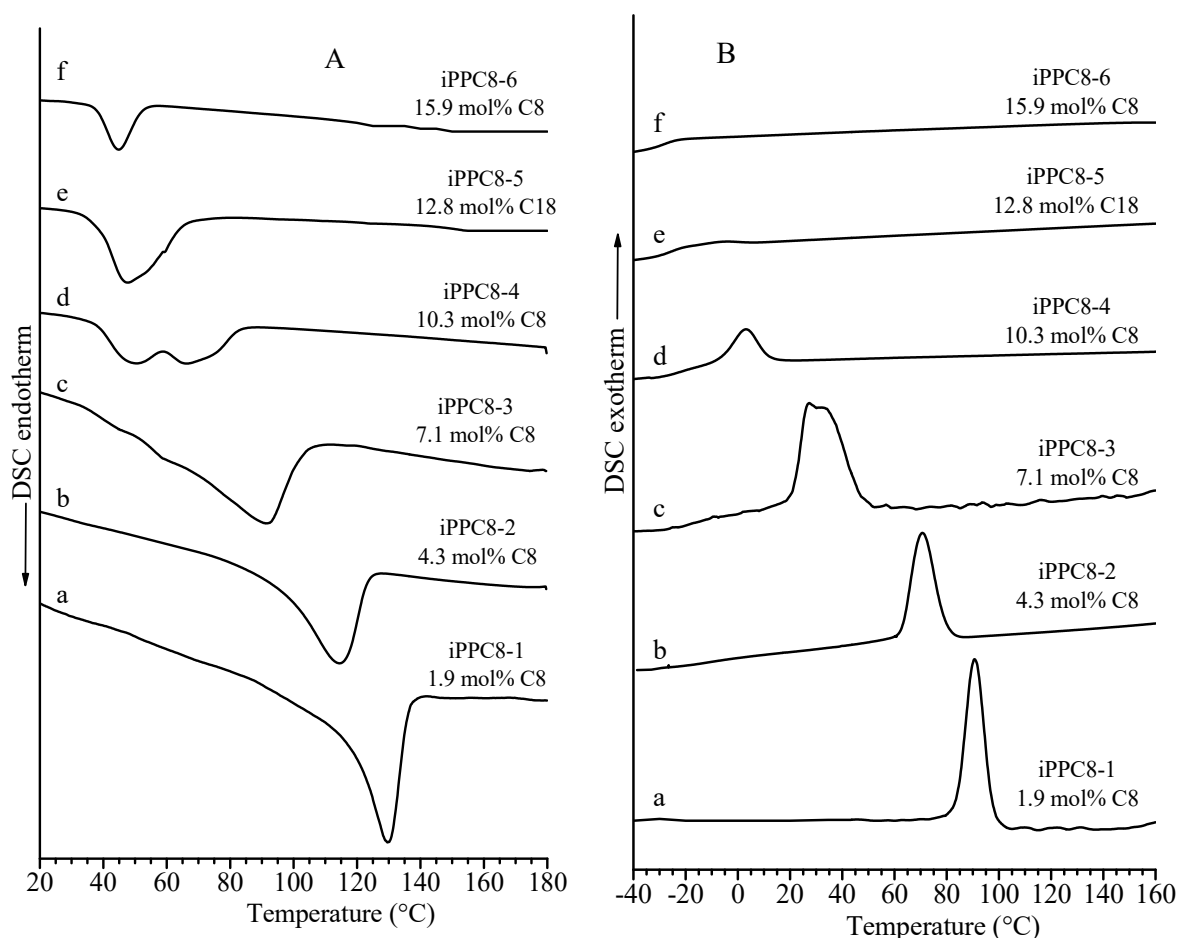 A
f
iPPC8-6
15.9 mol% C8
e
iPPC8-5
12.8 mol% C18
d
iPPC8-4
10.3 mol% C8
c
iPPC8-3
7.1 mol% C8
b
iPPC8-2
4.3 mol% C8
a
iPPC8-1
1.9 mol% C8
DSC endotherm
20 40 60 80 100 120 140 160 180
Temperature (°C)
B
iPPC8-6
15.9 mol% C8
f
iPPC8-5
12.8 mol% C18
e
iPPC8-4
10.3 mol% C8
d
iPPC8-3
7.1 mol% C8
c
iPPC8-2
4.3 mol% C8
b
iPPC8-1
1.9 mol% C8
a
DSC exotherm
-40 -20 0 20 40 60 80 100 120 140 160
Temperature (°C)